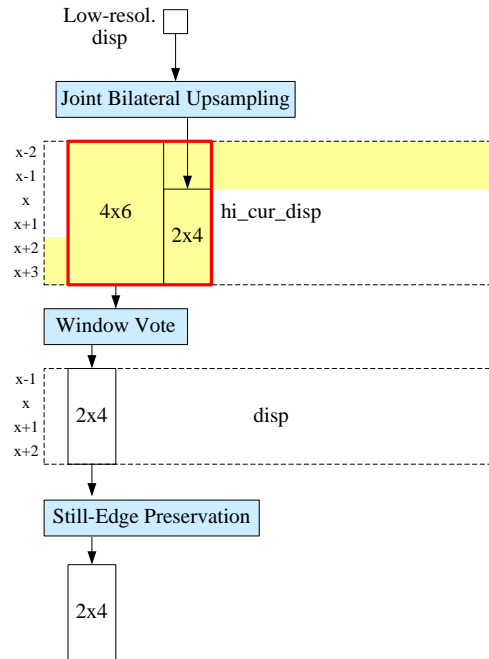 Low-resol.
disp
Joint Bilateral Upsampling
x-2
x-1
x
x+1
x+2
x+3
4x6
2x4
hi_cur_disp
Window Vote
x-1
x
x+1
x+2
2x4
disp
Still-Edge Preservation
2x4